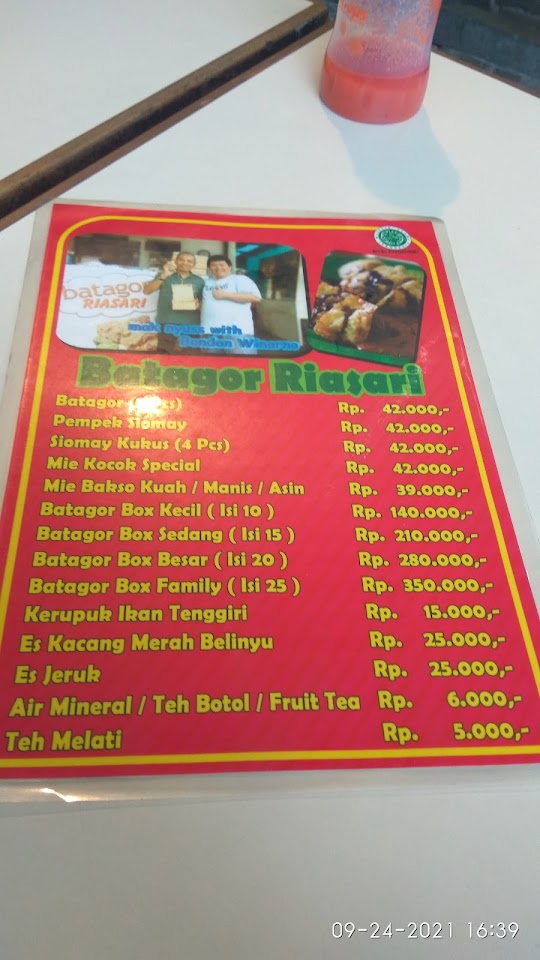 batagor
RIASARI
mak nyuss with
Bondan Winarno
Batagor Riasari
Batagor Rp. 42.000,-
Pempek Siomay Rp. 42.000,-
Siomay Kukus (4 Pcs) Rp. 42.000,-
Mie Kocok Special Rp. 42.000,-
Mie Bakso Kuah / Manis / Asin Rp. 39.000,-
Batagor Box Kecil ( Isi 10 ) Rp. 140.000,-
Batagor Box Sedang ( Isi 15 ) Rp. 210.000,-
Batagor Box Besar ( Isi 20 ) Rp. 280.000,-
Batagor Box Family ( Isi 25 ) Rp. 350.000,-
Kerupuk Ikan Tenggiri Rp. 15.000,-
Es Kacang Merah Belinyu Rp. 25.000,-
Es Jeruk Rp. 25.000,-
Air Mineral / Teh Botol / Fruit Tea Rp. 6.000,-
Teh Melati Rp. 5.000,-
09-24-2021 16:39